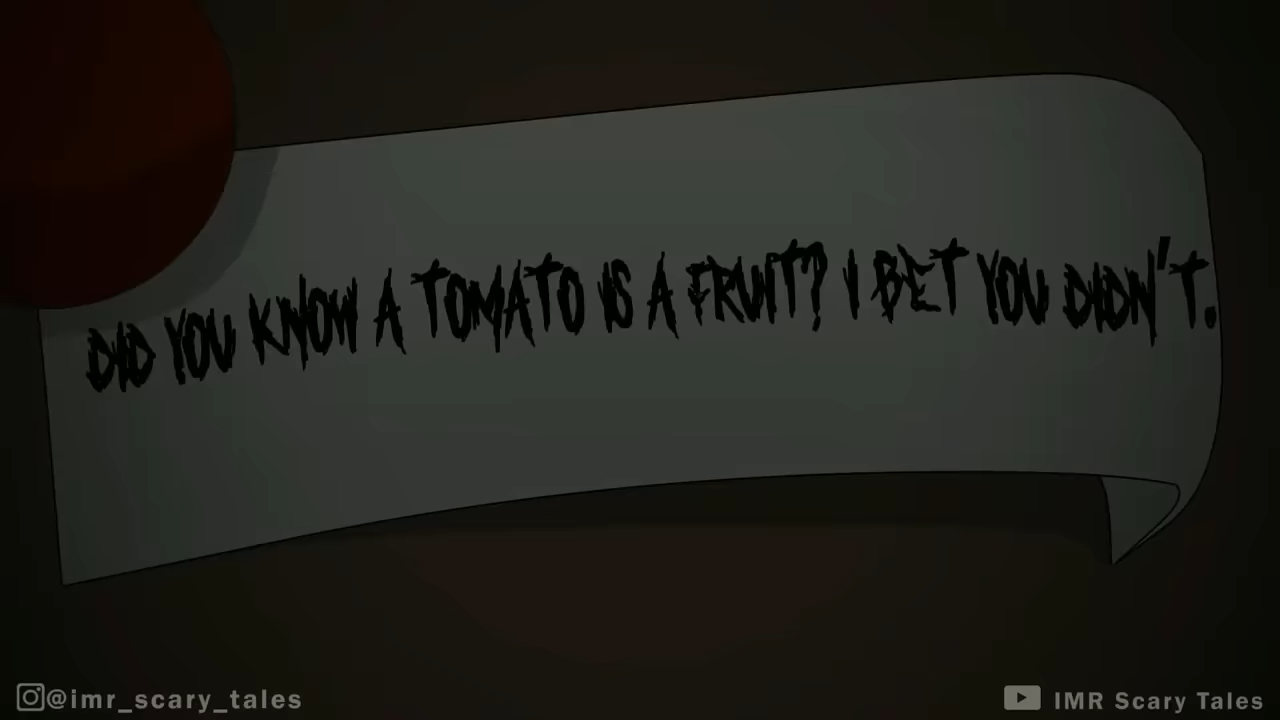 DID YOU KNOW A TOMATO IS A FRUIT? I BET YOU DIDN'T.
@imr_scary_tales
IMR Scary Tales